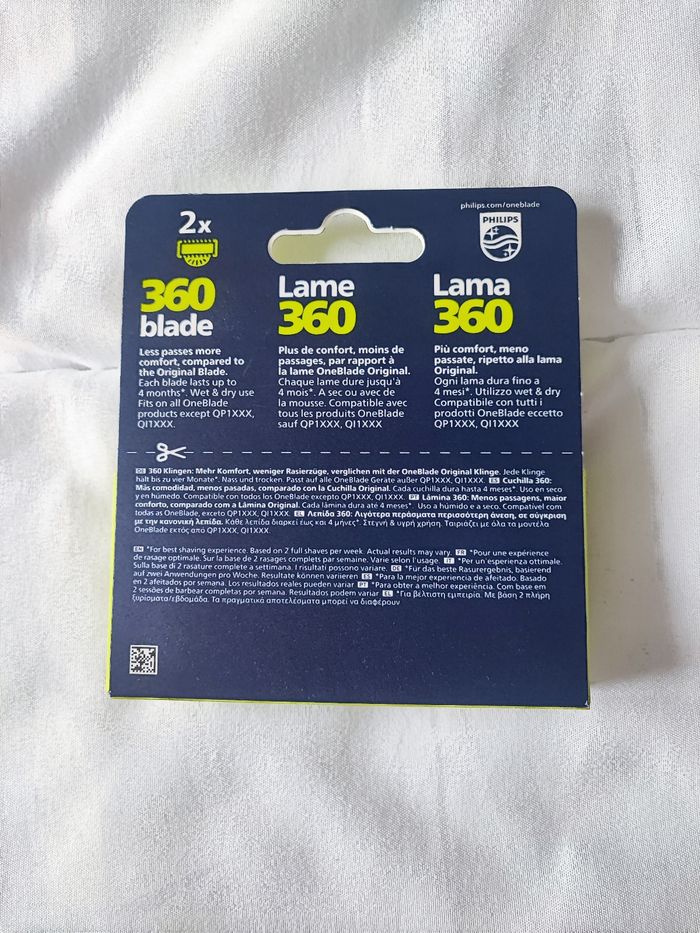 philips.com/oneblade
2x
PHILIPS
360
blade
Less passes more
comfort, compared to
the Original Blade.
Each blade lasts up to
4 months*. Wet & dry use
Fits on all OneBlade
products except QP1XXX,
QI1XXX.
Lame
360
Plus de confort, moins de
passages, par rapport à
la lame OneBlade Original.
Chaque lame dure jusqu'à
4 mois*. A sec ou avec de
la mousse. Compatible avec
tous les produits OneBlade
sauf QP1XXX, QI1XXX
Lama
360
Più comfort, meno
passate, ripetto alla lama
Original.
Ogni lama dura fino a
4 mesi*. Utilizzo wet & dry
Compatibile con tutti i
prodotti OneBlade eccetto
QP1XXX, QI1XXX
DE 360 Klingen: Mehr Komfort, weniger Rasierzüge, verglichen mit der OneBlade Original Klinge. Jede Klinge
hält bis zu vier Monate*. Nass und trocken. Passt auf alle OneBlade Geräte außer QP1XXX, QI1XXX. ES Cuchilla 360:
Más comodidad, menos pasadas, comparado con la Cuchilla Original. Cada cuchilla dura hasta 4 meses*. Uso en seco
y en húmedo. Compatible con todos los OneBlade excepto QP1XXX, QI1XXX. PT Lâmina 360: Menos passagens, maior
conforto, comparado com a Lâmina Original. Cada lâmina dura até 4 meses*. Uso a húmido e a seco. Compatível com
todas as OneBlade, exceto QP1XXX, QI1XXX. EL Λεπίδα 360: Λιγότερα περάσματα περισσότερη άνεση, σε σύγκριση
με την κανονική λεπίδα. Κάθε λεπίδα διαρκεί έως και 4 μήνες*. Στεγνή & υγρή χρήση. Ταιριάζει με όλα τα μοντέλα
OneBlade εκτός από QP1XXX, QI1XXX.
EN *For best shaving experience. Based on 2 full shaves per week. Actual results may vary. FR *Pour une expérience
de rasage optimale. Sur la base de 2 rasages complets par semaine. Varie selon l'usage. IT *Per un'esperienza ottimale.
Sulla base di 2 rasature complete a settimana. I risultati possono variare. DE *Für das beste Rasurergebnis, basierend
auf zwei Anwendungen pro Woche. Resultate können variieren ES *Para la mejor experiencia de afeitado. Basado
en 2 afeitados por semana. Los resultados reales pueden variar PT *Para obter a melhor experiência. Com base em
2 sessões de barbear completas por semana. Resultados podem variar EL *Για βέλτιστη εμπειρία. Με βάση 2 πλήρη
ξυρίσματα/εβδομάδα. Τα πραγματικά αποτελέσματα μπορεί να διαφέρουν